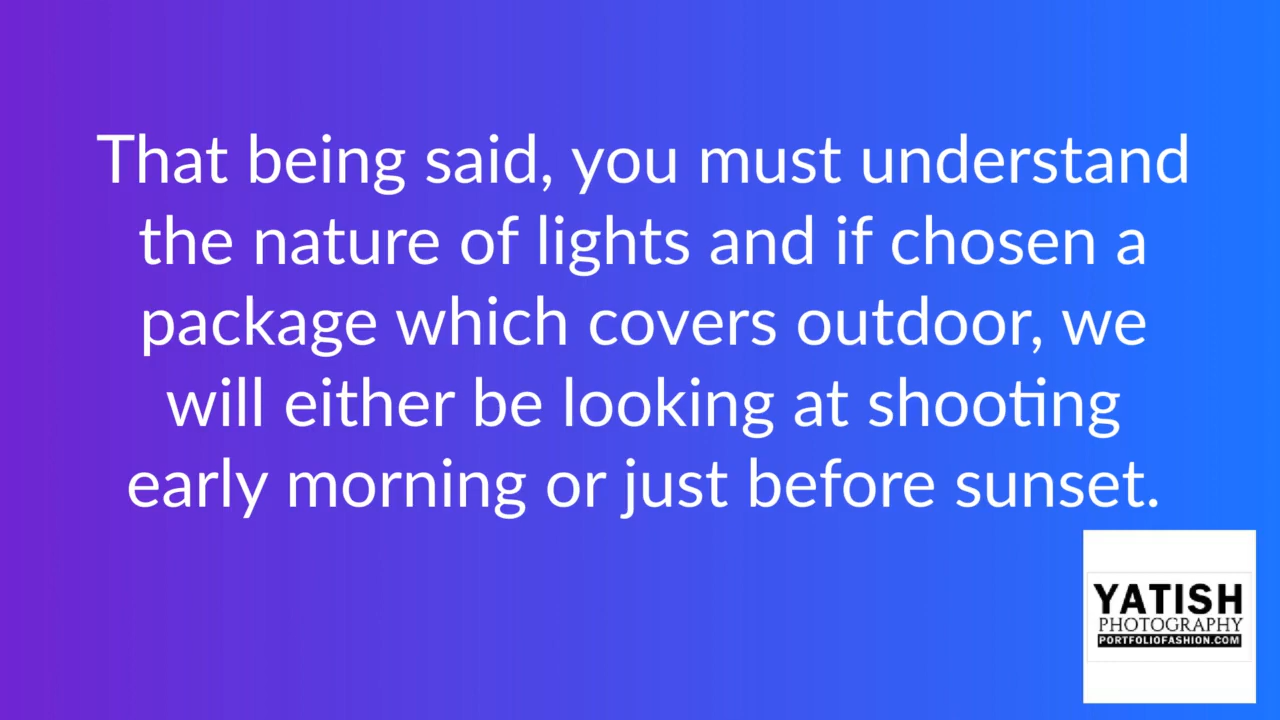 That being said, you must understand
the nature of lights and if chosen a
package which covers outdoor, we
will either be looking at shooting
early morning or just before sunset.
YATISH
PHOTOGRAPHY
PORTFOLIOFASHION.COM